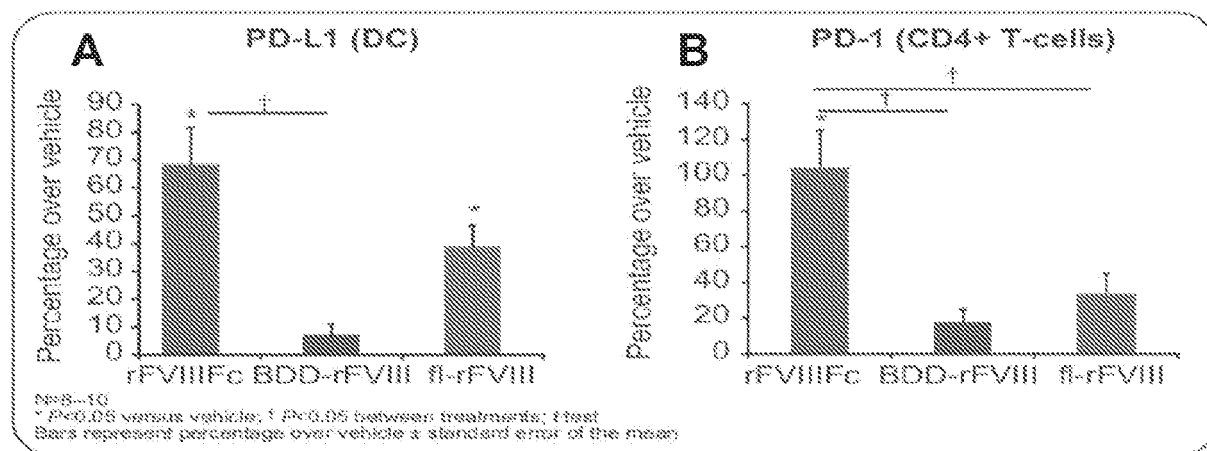 A
PD-L1 (DC)
Percentage over vehicle
90
80
70
60
50
40
30
20
10
0
*
†
*
rFVIIIFc BDD-rFVIII fl-rFVIII
B
PD-1 (CD4+ T-cells)
Percentage over vehicle
140
120
100
80
60
40
20
0
*
†
†
rFVIIIFc BDD-rFVIII fl-rFVIII
N=8–10
* P<0.05 versus vehicle; † P<0.05 between treatments; t test
Bars represent percentage over vehicle ± standard error of the mean